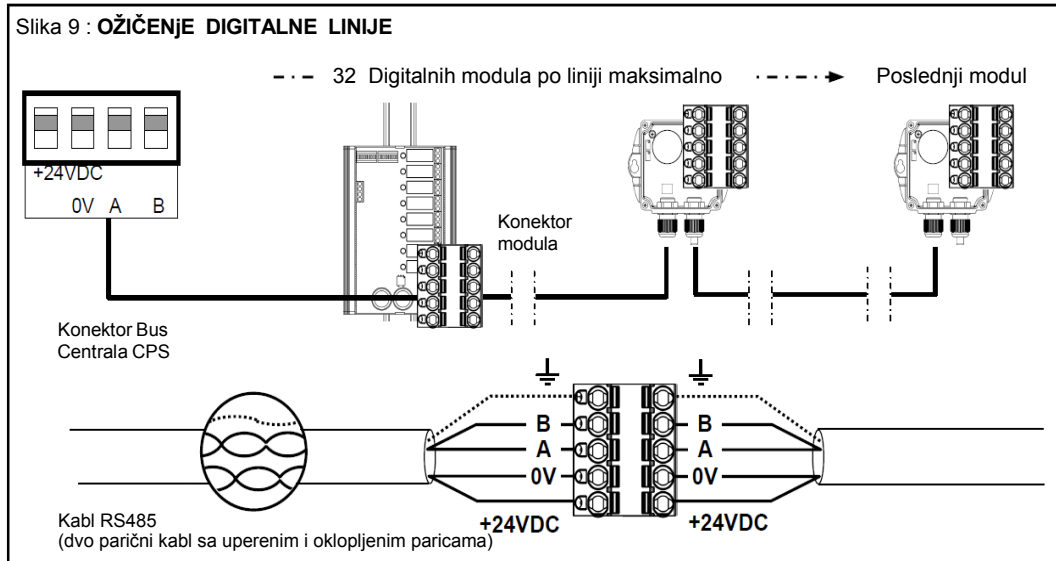 Slika 9 : OŽIČENjE DIGITALNE LINIJE
32 Digitalnih modula po liniji maksimalno
Poslednji modul
+24VDC
0V A B
Konektor
modula
Konektor Bus
Centrala CPS
B
A
0V
+24VDC
B
A
0V
+24VDC
Kabl RS485
(dvo parični kabl sa uperenim i oklopljenim paricama)